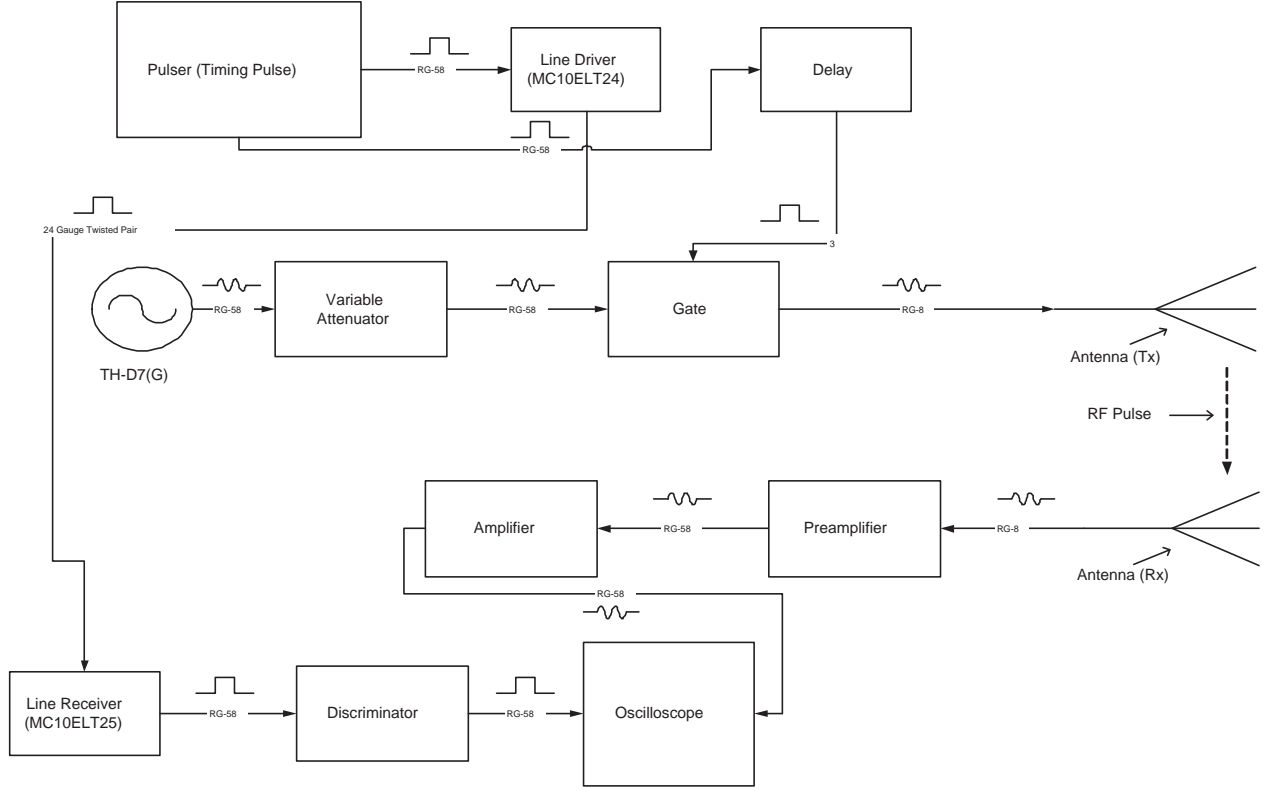 Pulser (Timing Pulse)
RG-58
Line Driver
(MC10ELT24)
Delay
RG-58
24 Gauge Twisted Pair
3
RG-58
Variable
Attenuator
RG-58
Gate
RG-8
TH-D7(G)
Antenna (Tx)
RF Pulse
Amplifier
RG-58
Preamplifier
RG-8
Antenna (Rx)
RG-58
Line Receiver
(MC10ELT25)
RG-58
Discriminator
RG-58
Oscilloscope